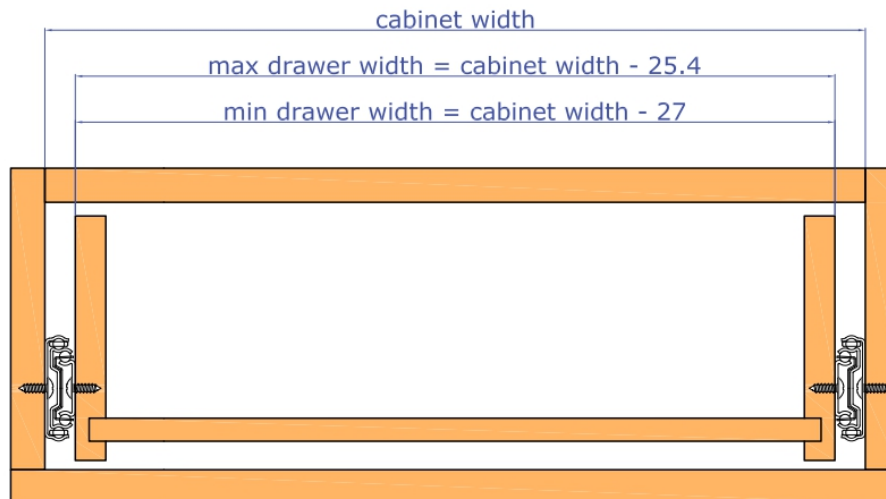 cabinet width
max drawer width = cabinet width - 25.4
min drawer width = cabinet width - 27